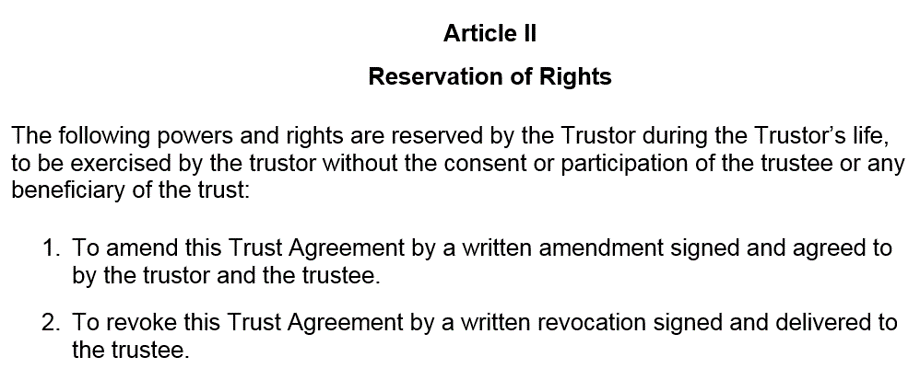 Article II
Reservation of Rights
The following powers and rights are reserved by the Trustor during the Trustor’s life,
to be exercised by the trustor without the consent or participation of the trustee or any
beneficiary of the trust:
1. To amend this Trust Agreement by a written amendment signed and agreed to
by the trustor and the trustee.
2. To revoke this Trust Agreement by a written revocation signed and delivered to
the trustee.